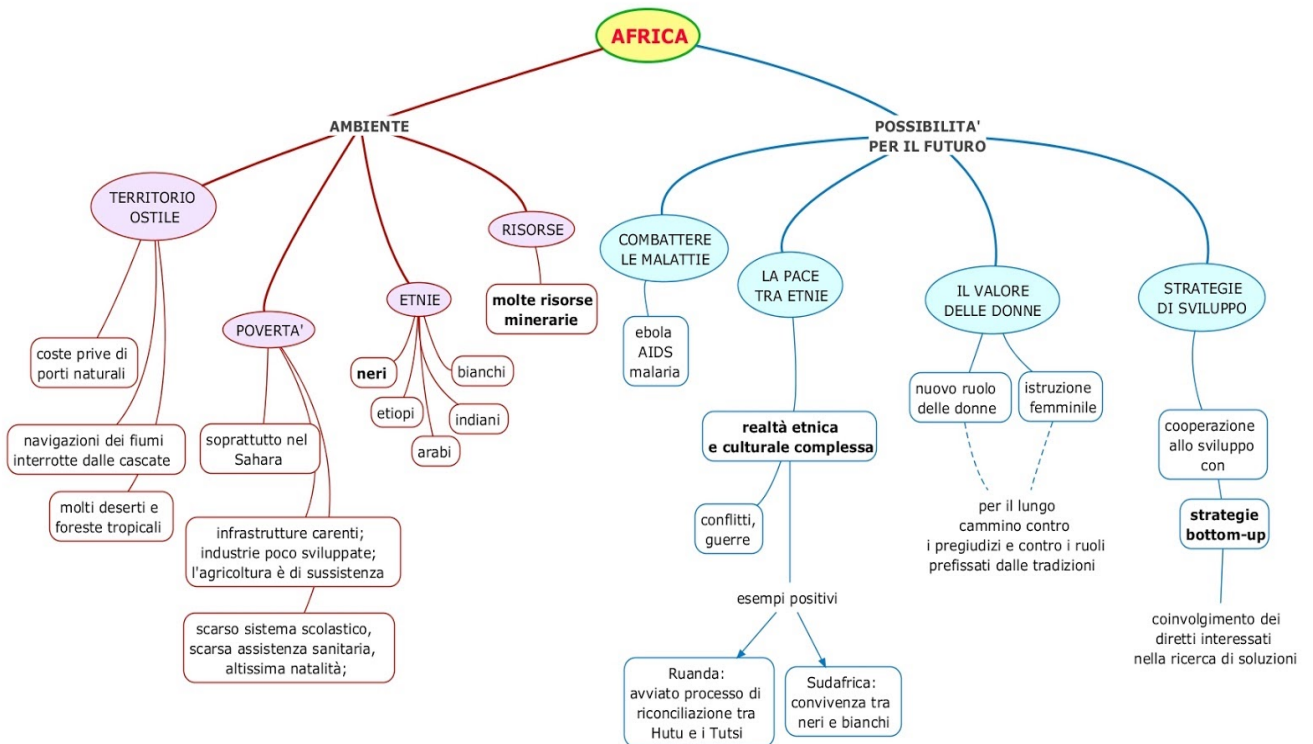 AFRICA
AMBIENTE
TERRITORIO
OSTILE
coste prive di
porti naturali
navigazioni dei fiumi
interrotte dalle cascate
molti deserti e
foreste tropicali
POVERTA'
soprattutto nel
Sahara
infrastrutture carenti;
industrie poco sviluppate;
l'agricoltura è di sussistenza
scarso sistema scolastico,
scarsa assistenza sanitaria,
altissima natalità;
ETNIE
neri
etiopi
arabi
indiani
bianchi
RISORSE
molte risorse
minerarie
POSSIBILITA'
PER IL FUTURO
COMBATTERE
LE MALATTIE
ebola
AIDS
malaria
LA PACE
TRA ETNIE
realtà etnica
e culturale complessa
conflitti,
guerre
esempi positivi
Ruanda:
avviato processo di
riconciliazione tra
Hutu e i Tutsi
Sudafrica:
convivenza tra
neri e bianchi
IL VALORE
DELLE DONNE
nuovo ruolo
delle donne
istruzione
femminile
per il lungo
cammino contro
i pregiudizi e contro i ruoli
prefissati dalle tradizioni
STRATEGIE
DI SVILUPPO
cooperazione
allo sviluppo
con
strategie
bottom-up
coinvolgimento dei
diretti interessati
nella ricerca di soluzioni